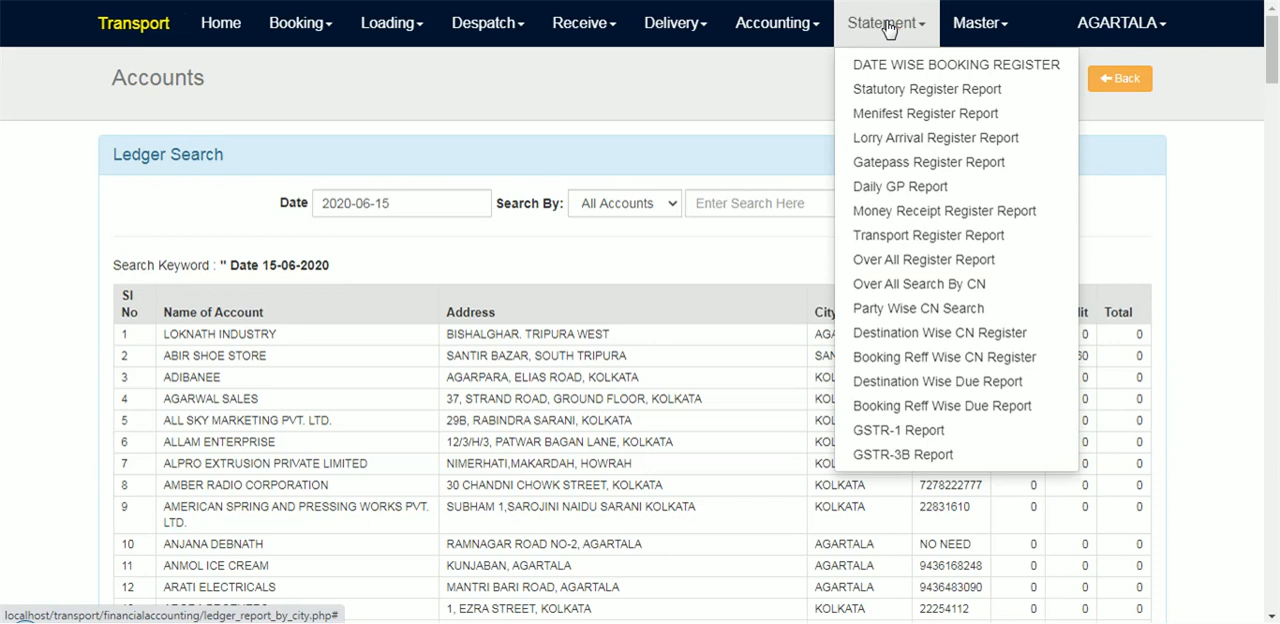 Transport Home Booking Loading Despatch Receive Delivery Accounting Statement Master AGARTALA
DATE WISE BOOKING REGISTER
Statutory Register Report
Menifest Register Report
Lorry Arrival Register Report
Gatepass Register Report
Daily GP Report
Money Receipt Register Report
Transport Register Report
Over All Register Report
Over All Search By CN
Party Wise CN Search
Destination Wise CN Register
Booking Reff Wise CN Register
Destination Wise Due Report
Booking Reff Wise Due Report
GSTR-1 Report
GSTR-3B Report
Accounts
Back
Ledger Search
Date 2020-06-15 Search By: All Accounts Enter Search Here
Search Keyword : " Date 15-06-2020
Sl
No Name of Account Address City Total
1 LOKNATH INDUSTRY BISHALGHAR. TRIPURA WEST 0 0
2 ABIR SHOE STORE SANTIR BAZAR, SOUTH TRIPURA 0
3 ADIBANEE AGARPARA, ELIAS ROAD, KOLKATA 0 0
4 AGARWAL SALES 37, STRAND ROAD, GROUND FLOOR, KOLKATA 0 0
5 ALL SKY MARKETING PVT. LTD. 29B, RABINDRA SARANI, KOLKATA 0 0
6 ALLAM ENTERPRISE 12/3/H/3, PATWAR BAGAN LANE, KOLKATA 0 0
7 ALPRO EXTRUSION PRIVATE LIMITED NIMERHATI,MAKARDAH, HOWRAH 0 0
8 AMBER RADIO CORPORATION 30 CHANDNI CHOWK STREET, KOLKATA KOLKATA 7278222777 0 0 0
9 AMERICAN SPRING AND PRESSING WORKS PVT. SUBHAM 1,SAROJINI NAIDU SARANI KOLKATA KOLKATA 22831610 0 0 0
LTD.
10 ANJANA DEBNATH RAMNAGAR ROAD NO-2, AGARTALA AGARTALA NO NEED 0 0 0
11 ANMOL ICE CREAM KUNJABAN, AGARTALA AGARTALA 9436168248 0 0 0
12 ARATI ELECTRICALS MANTRI BARI ROAD, AGARTALA AGARTALA 9436483090 0 0 0
1, EZRA STREET, KOLKATA KOLKATA 22254112 0 0 0
localhost/transport/financialaccounting/ledger_report_by_city.php#